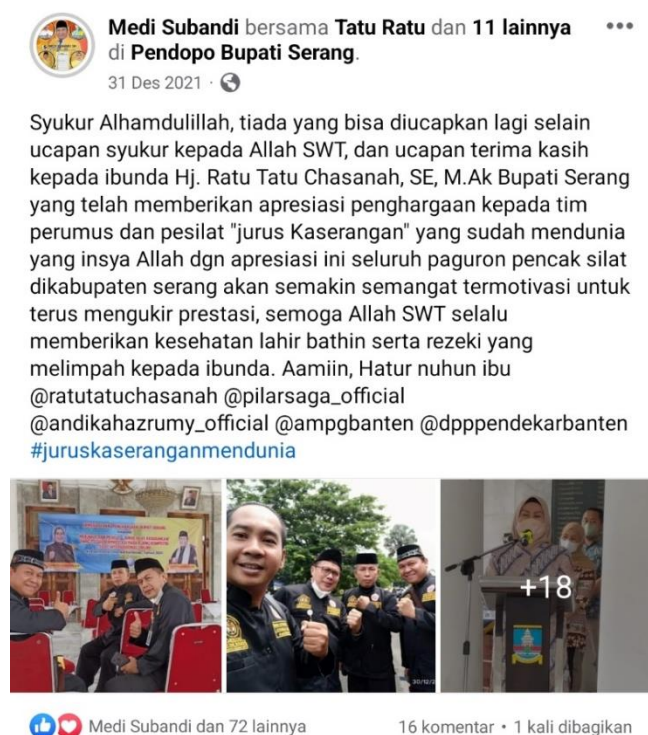 Medi Subandi bersama Tatu Ratu dan 11 lainnya
di Pendopo Bupati Serang.
31 Des 2021 ·
Syukur Alhamdulillah, tiada yang bisa diucapkan lagi selain
ucapan syukur kepada Allah SWT, dan ucapan terima kasih
kepada ibunda Hj. Ratu Tatu Chasanah, SE, M.Ak Bupati Serang
yang telah memberikan apresiasi penghargaan kepada tim
perumus dan pesilat "jurus Kaserangan" yang sudah mendunia
yang insya Allah dgn apresiasi ini seluruh paguron pencak silat
dikabupaten serang akan semakin semangat termotivasi untuk
terus mengukir prestasi, semoga Allah SWT selalu
memberikan kesehatan lahir bathin serta rezeki yang
melimpah kepada ibunda. Aamiin, Hatur nuhun ibu
@ratutatuchasanah @pilarsaga_official
@andikahazrumy_official @ampgbanten @dpppendekarbanten
#juruskaseranganmendunia
+18
Medi Subandi dan 72 lainnya
16 komentar • 1 kali dibagikan